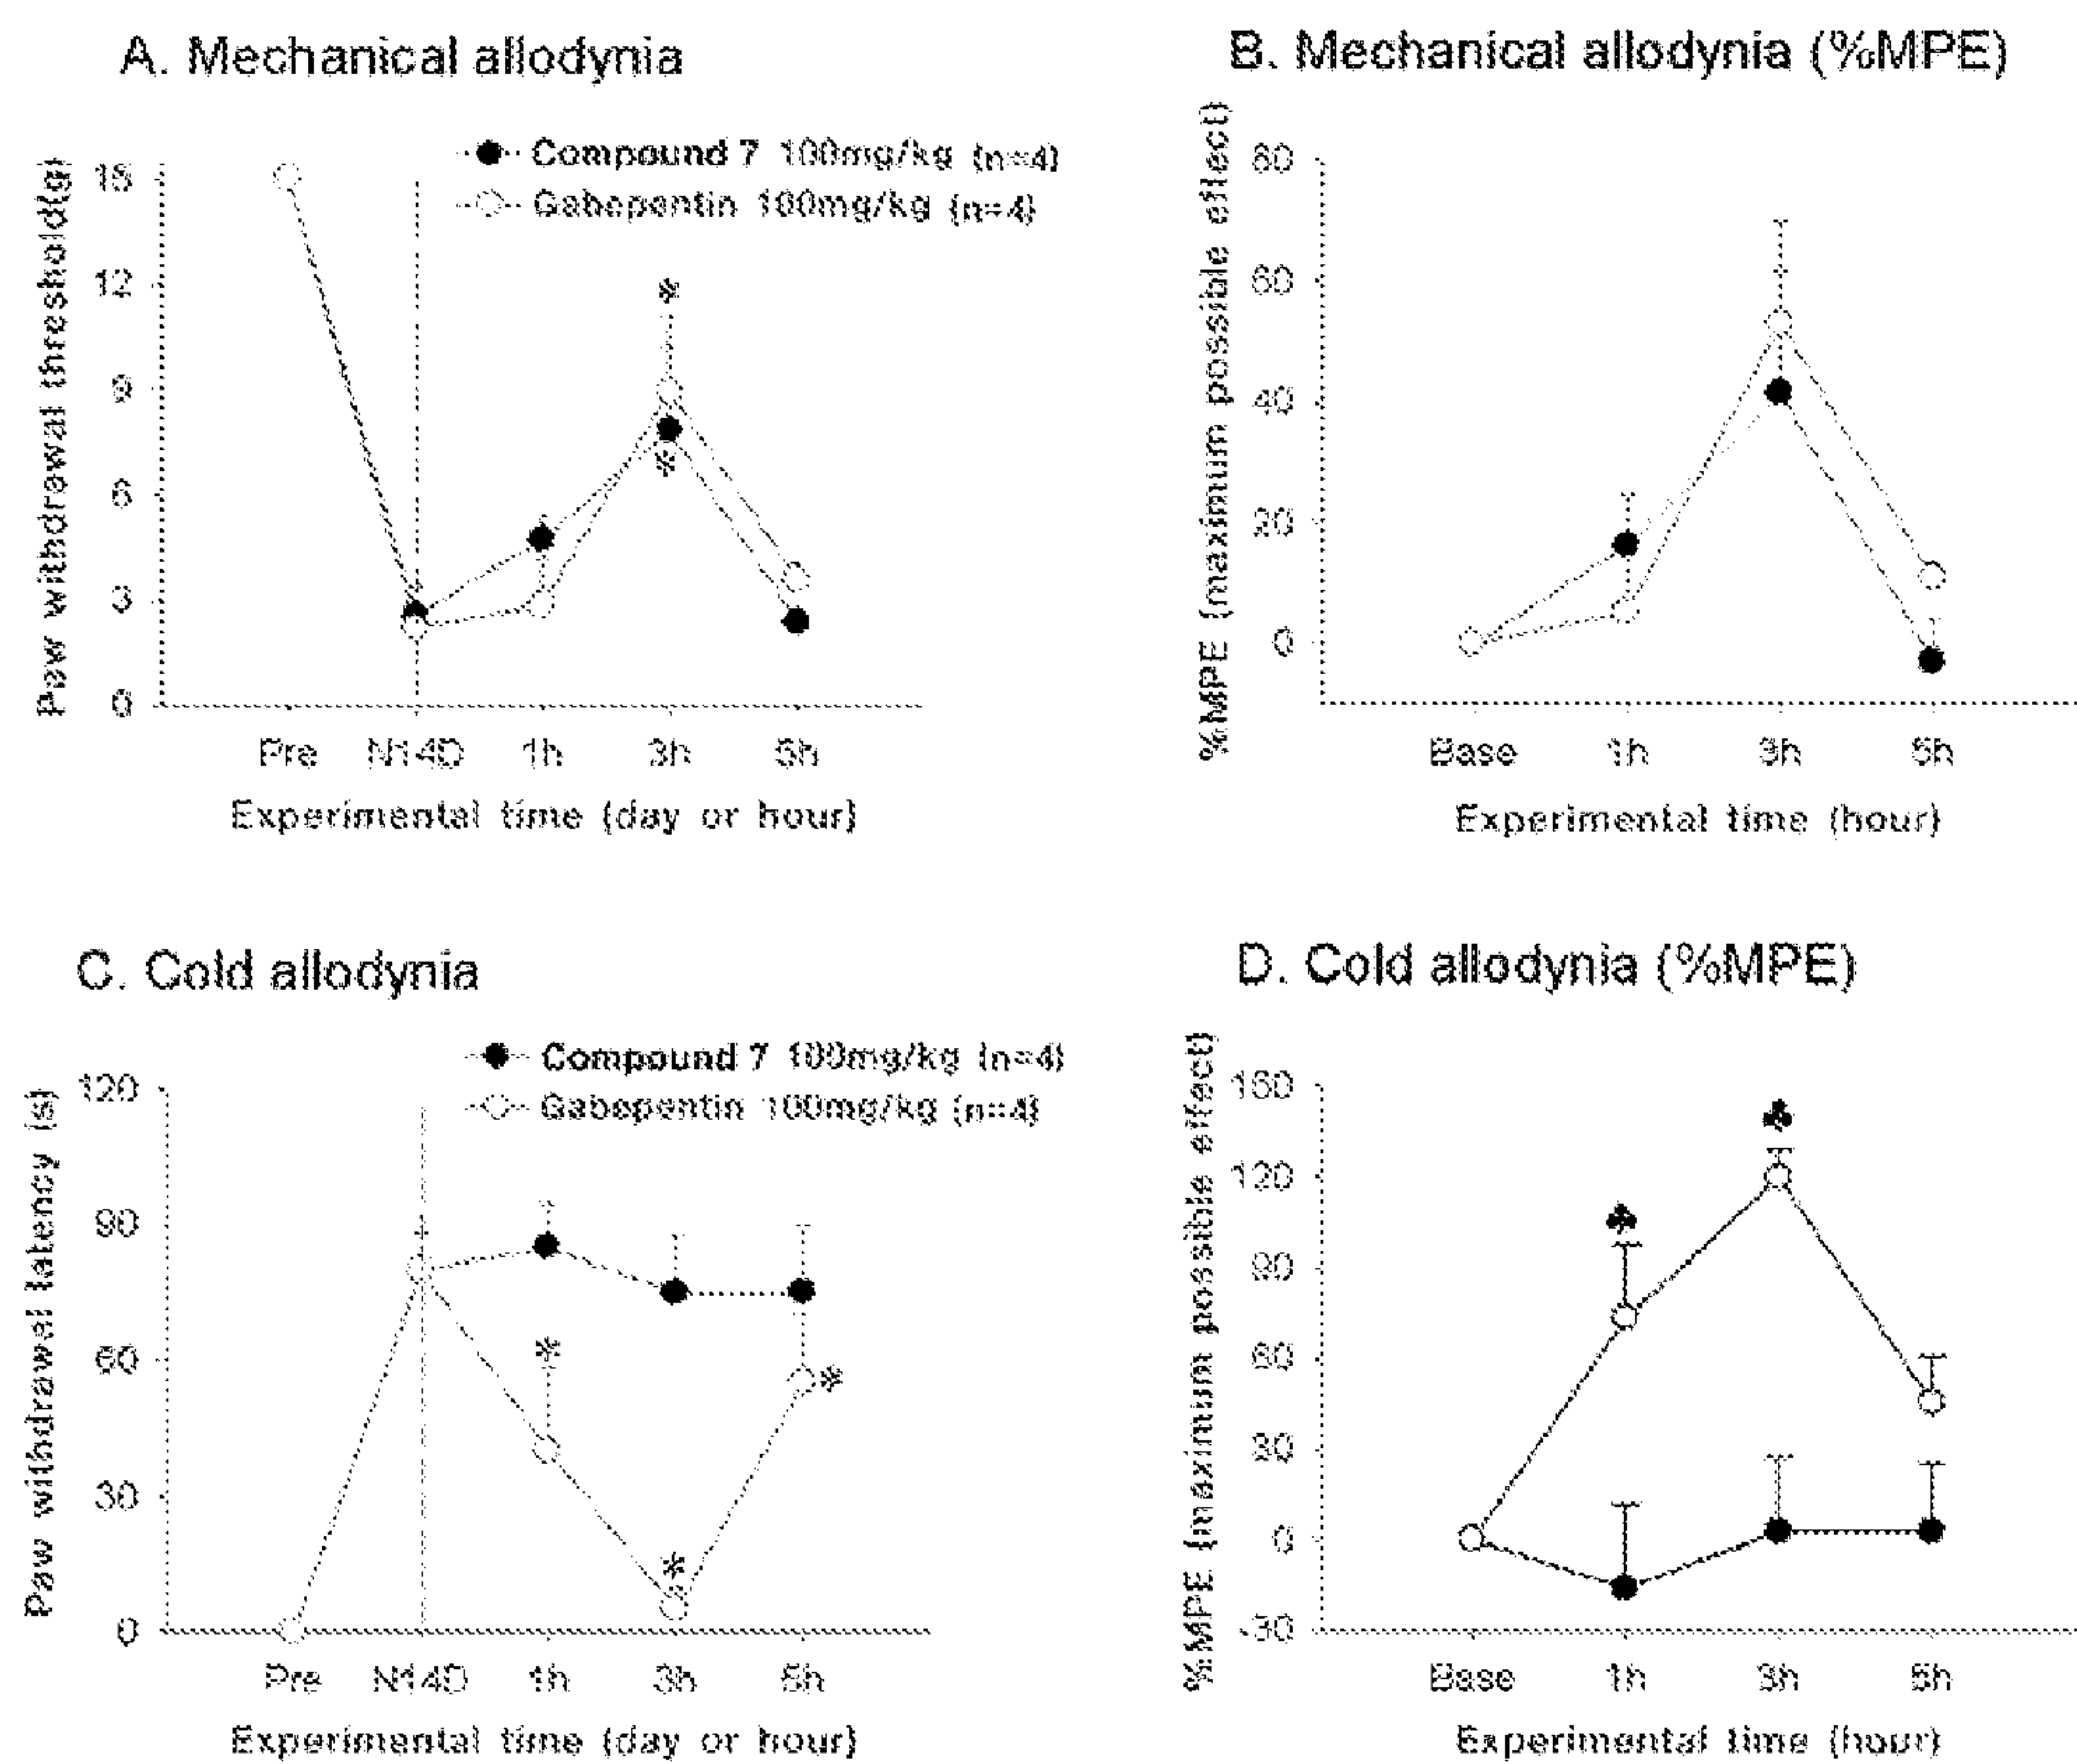 A. Mechanical allodynia
Compound 7 100mg/kg (n=4)
Gabapentin 100mg/kg (n=4)
Paw withdrawal threshold(g)
15
12
9
6
3
0
Pre N14D 1h 3h 5h
Experimental time (day or hour)
B. Mechanical allodynia (%MPE)
%MPE (maximum possible effect)
80
60
40
20
0
Base 1h 3h 5h
Experimental time (hour)
C. Cold allodynia
Compound 7 100mg/kg (n=4)
Gabapentin 100mg/kg (n=4)
Paw withdrawal latency (s)
120
90
60
30
0
Pre N14D 1h 3h 5h
Experimental time (day or hour)
D. Cold allodynia (%MPE)
%MPE (maximum possible effect)
150
120
90
60
30
0
-30
Base 1h 3h 5h
Experimental time (hour)